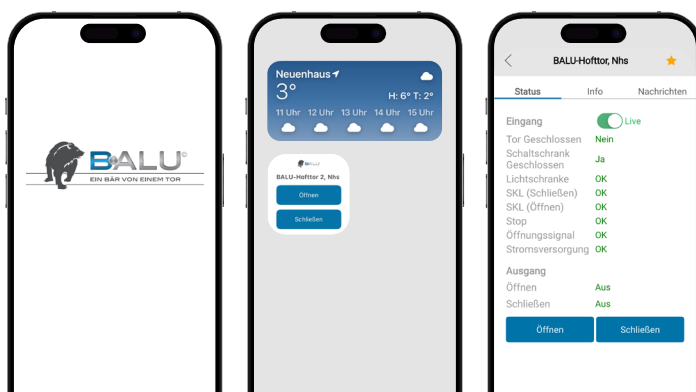 BALU©
EIN BÄR VON EINEM TOR
Neuenhaus
3°
H: 6° T: 2°
11 Uhr 12 Uhr 13 Uhr 14 Uhr 15 Uhr
BALU
BALU-Hefttor 2, Nhs
Öffnen
Schließen
BALU-Hofttor, Nhs
Status Info Nachrichten
Eingang Live
Tor Geschlossen Nein
Schaltschrank
Geschlossen Ja
Lichtschranke OK
SKL (Schließen) OK
SKL (Öffnen) OK
Stop OK
Öffnungssignal OK
Stromsversorgung OK
Ausgang
Öffnen Aus
Schließen Aus
Öffnen Schließen